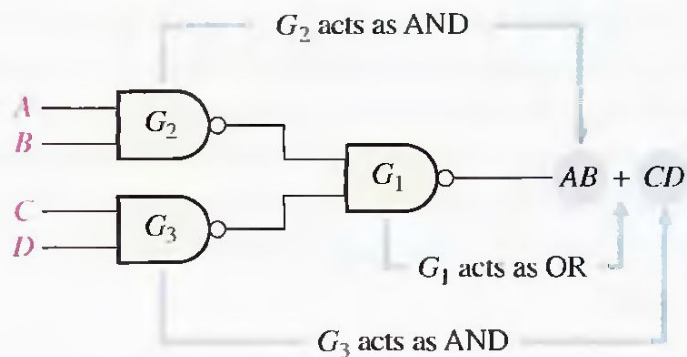 G₂ acts as AND
A
B
G₂
G₁
AB + CD
C
D
G₃
G₁ acts as OR
G₃ acts as AND